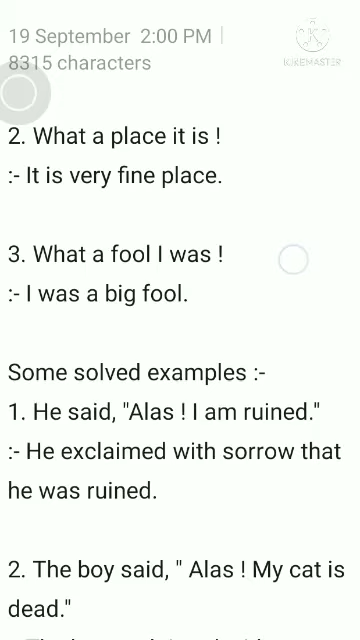 19 September 2:00 PM |
8315 characters
KINEMASTER
2. What a place it is !
:- It is very fine place.
3. What a fool I was !
:- I was a big fool.
Some solved examples :-
1. He said, "Alas ! I am ruined."
:- He exclaimed with sorrow that
he was ruined.
2. The boy said, " Alas ! My cat is
dead."